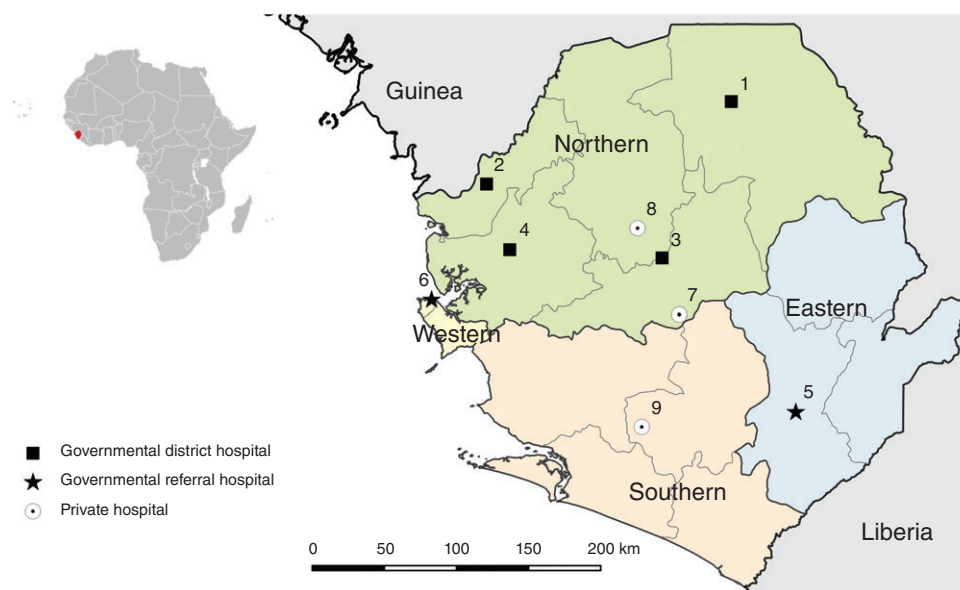 Guinea
1
Northern
2
8
4
3
6
7
Eastern
Western
5
9
Southern
Liberia
Governmental district hospital
Governmental referral hospital
Private hospital
0 50 100 150 200 km